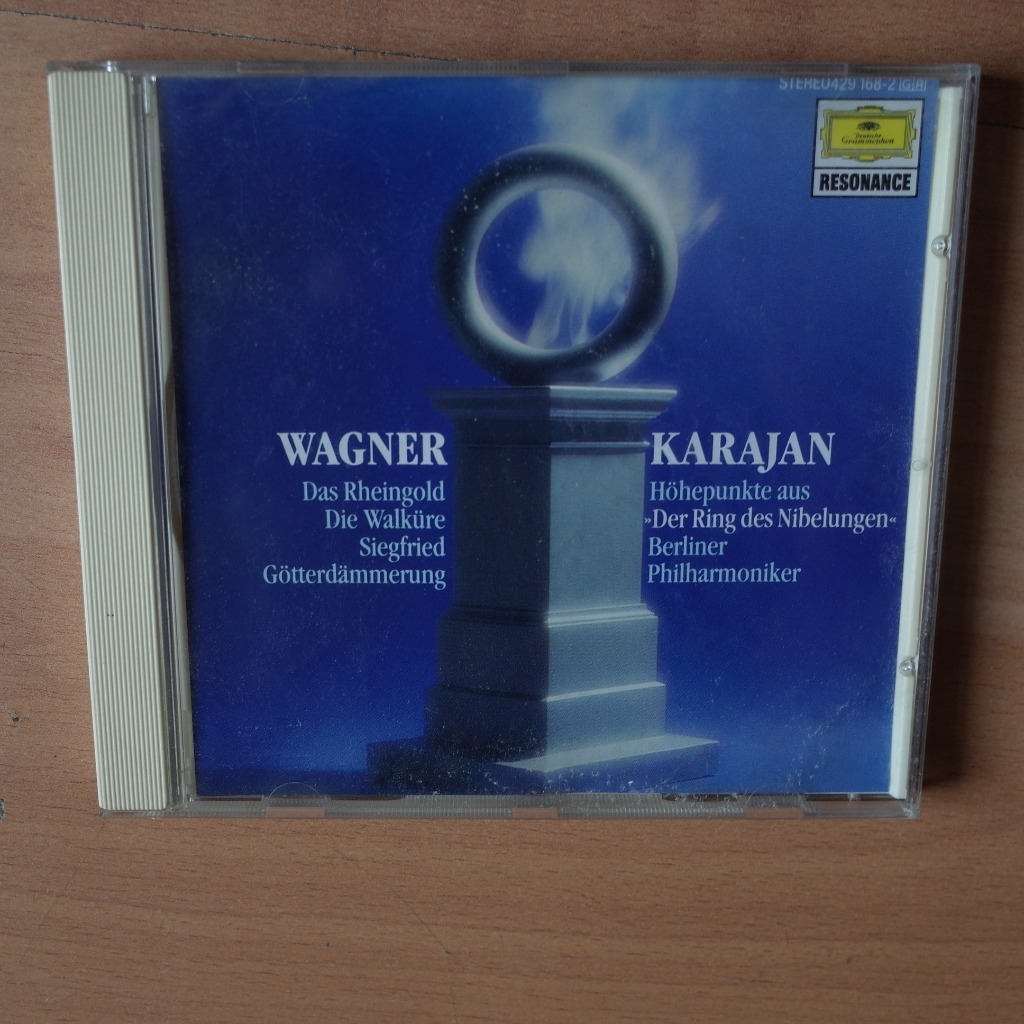 STEREO 429 168-2 GH
Deutsche
Grammophon
RESONANCE
WAGNER
Das Rheingold
Die Walküre
Siegfried
Götterdämmerung
KARAJAN
Höhepunkte aus
»Der Ring des Nibelungen«
Berliner
Philharmoniker